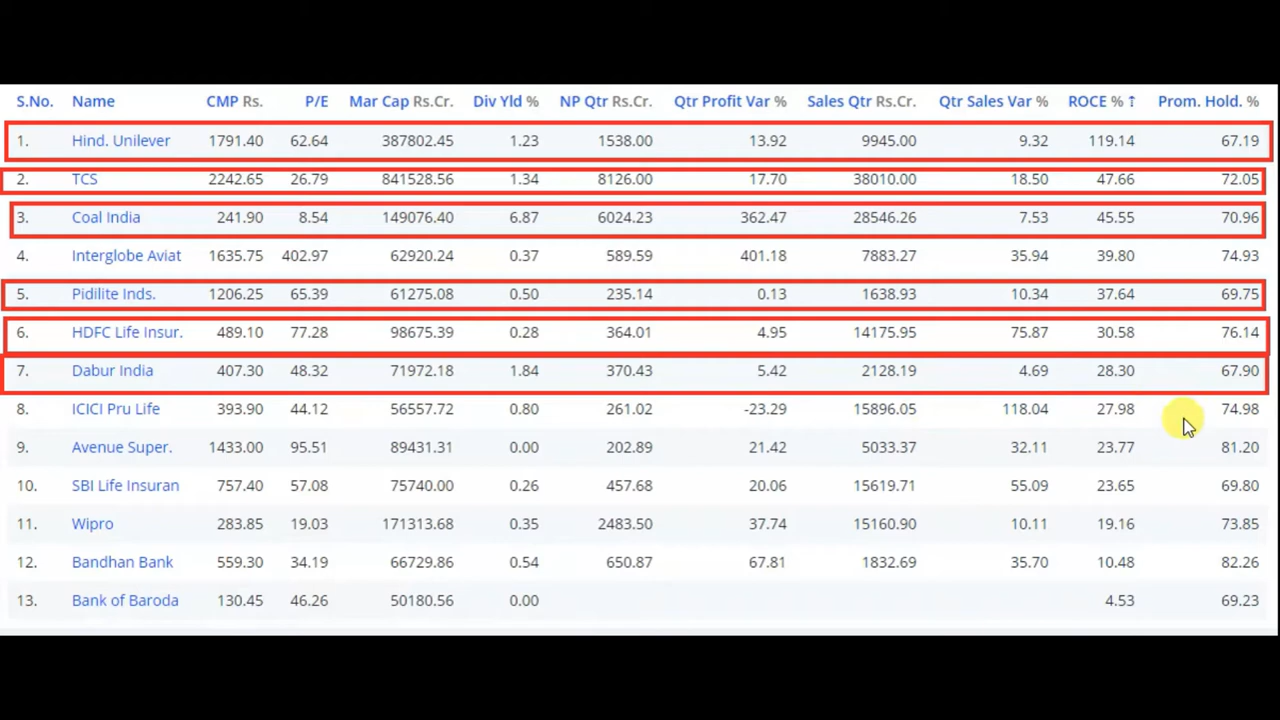 S.No. Name CMP Rs. P/E Mar Cap Rs.Cr. Div Yld % NP Qtr Rs.Cr. Qtr Profit Var % Sales Qtr Rs.Cr. Qtr Sales Var % ROCE % ↑ Prom. Hold. %
1. Hind. Unilever 1791.40 62.64 387802.45 1.23 1538.00 13.92 9945.00 9.32 119.14 67.19
2. TCS 2242.65 26.79 841528.56 1.34 8126.00 17.70 38010.00 18.50 47.66 72.05
3. Coal India 241.90 8.54 149076.40 6.87 6024.23 362.47 28546.26 7.53 45.55 70.96
4. Interglobe Aviat 1635.75 402.97 62920.24 0.37 589.59 401.18 7883.27 35.94 39.80 74.93
5. Pidilite Inds. 1206.25 65.39 61275.08 0.50 235.14 0.13 1638.93 10.34 37.64 69.75
6. HDFC Life Insur. 489.10 77.28 98675.39 0.28 364.01 4.95 14175.95 75.87 30.58 76.14
7. Dabur India 407.30 48.32 71972.18 1.84 370.43 5.42 2128.19 4.69 28.30 67.90
8. ICICI Pru Life 393.90 44.12 56557.72 0.80 261.02 -23.29 15896.05 118.04 27.98 74.98
9. Avenue Super. 1433.00 95.51 89431.31 0.00 202.89 21.42 5033.37 32.11 23.77 81.20
10. SBI Life Insuran 757.40 57.08 75740.00 0.26 457.68 20.06 15619.71 55.09 23.65 69.80
11. Wipro 283.85 19.03 171313.68 0.35 2483.50 37.74 15160.90 10.11 19.16 73.85
12. Bandhan Bank 559.30 34.19 66729.86 0.54 650.87 67.81 1832.69 35.70 10.48 82.26
13. Bank of Baroda 130.45 46.26 50180.56 0.00 4.53 69.23